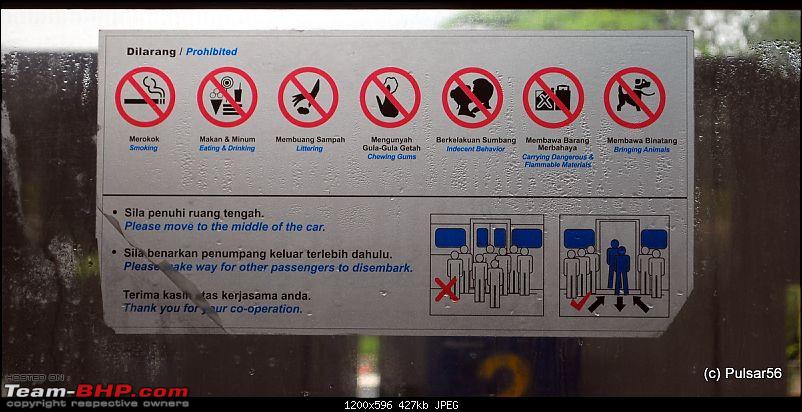 Dilarang / Prohibited
Merokok
Smoking
Makan & Minum
Eating & Drinking
Membuang Sampah
Littering
Mengunyah
Gula-Gula Getah
Chewing Gums
Berkelakuan Sumbang
Indecent Behavior
Membawa Barang
Merbahaya
Carrying Dangerous &
Flammable Materials
Membawa Binatang
Bringing Animals
• Sila penuhi ruang tengah.
Please move to the middle of the car.
• Sila benarkan penumpang keluar terlebih dahulu.
Please make way for other passengers to disembark.
Terima kasih atas kerjasama anda.
Thank you for your co-operation.
(c) Pulsar56
HOSTED ON :
Team-BHP.com
copyright respective owners
1200x596 427kb JPEG